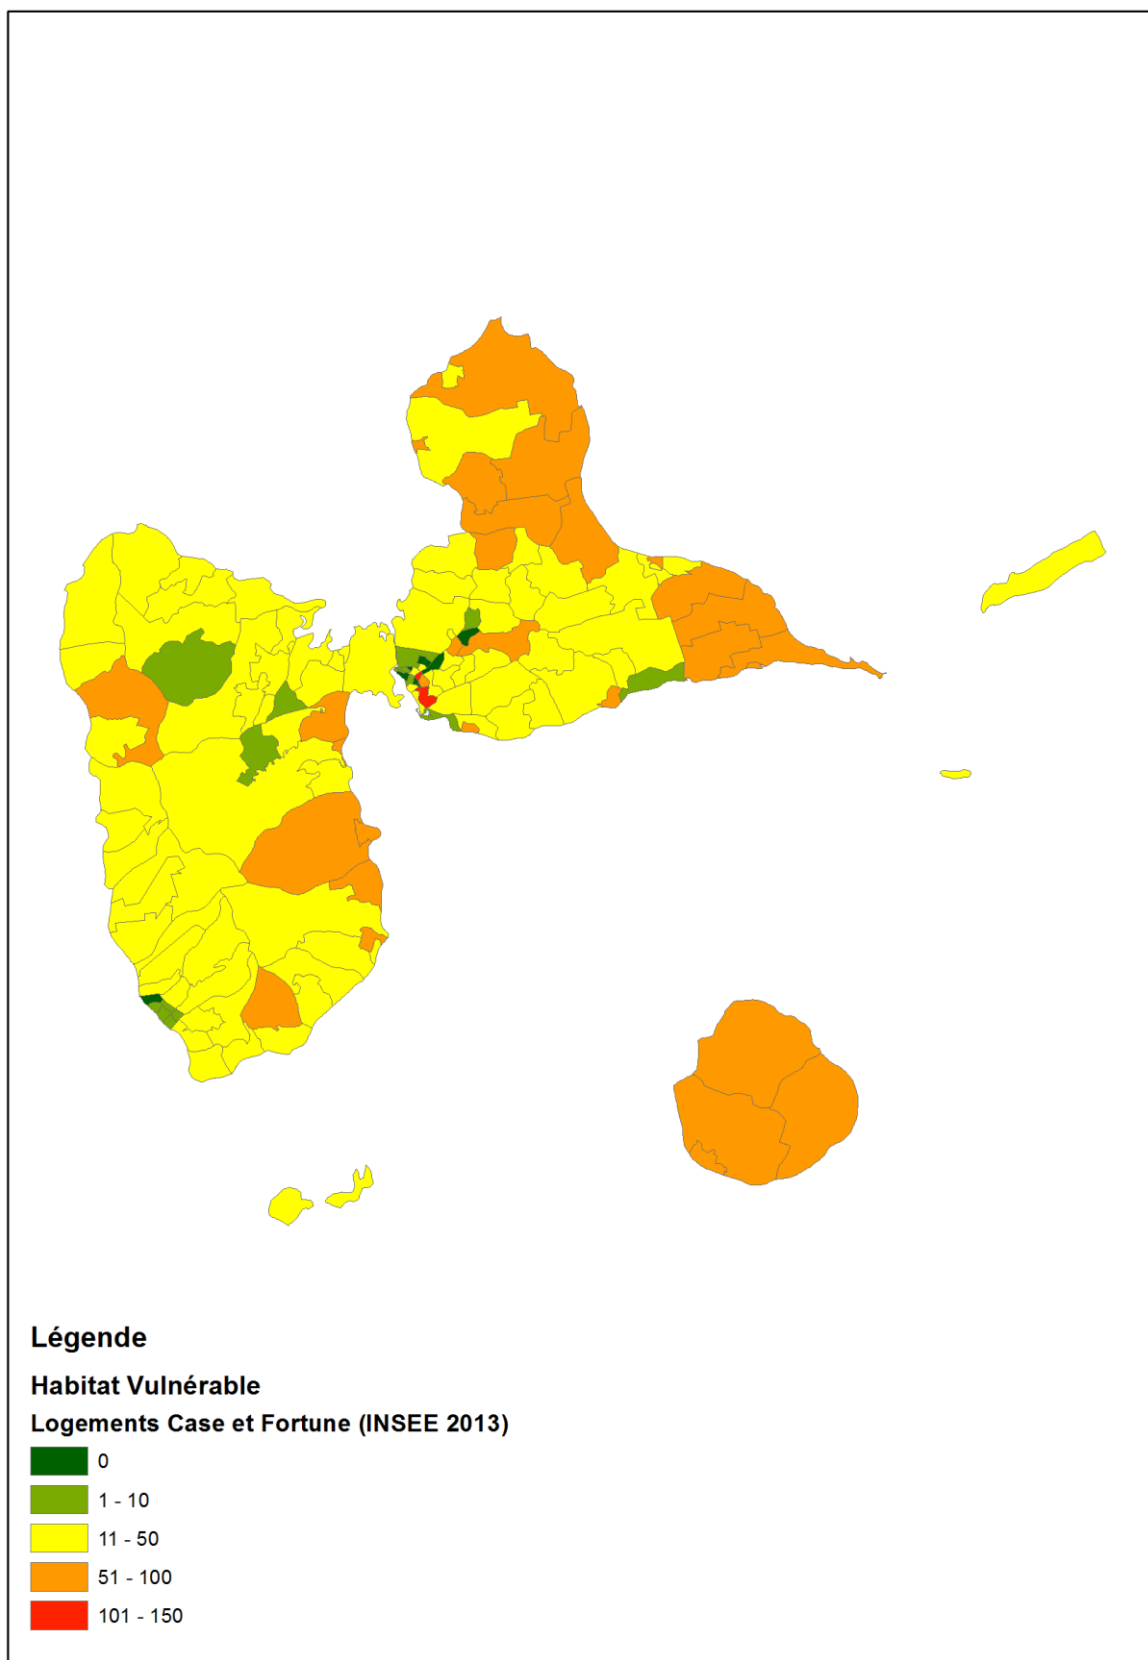 Légende
Habitat Vulnérable
Logements Case et Fortune (INSEE 2013)
0
1 - 10
11 - 50
51 - 100
101 - 150